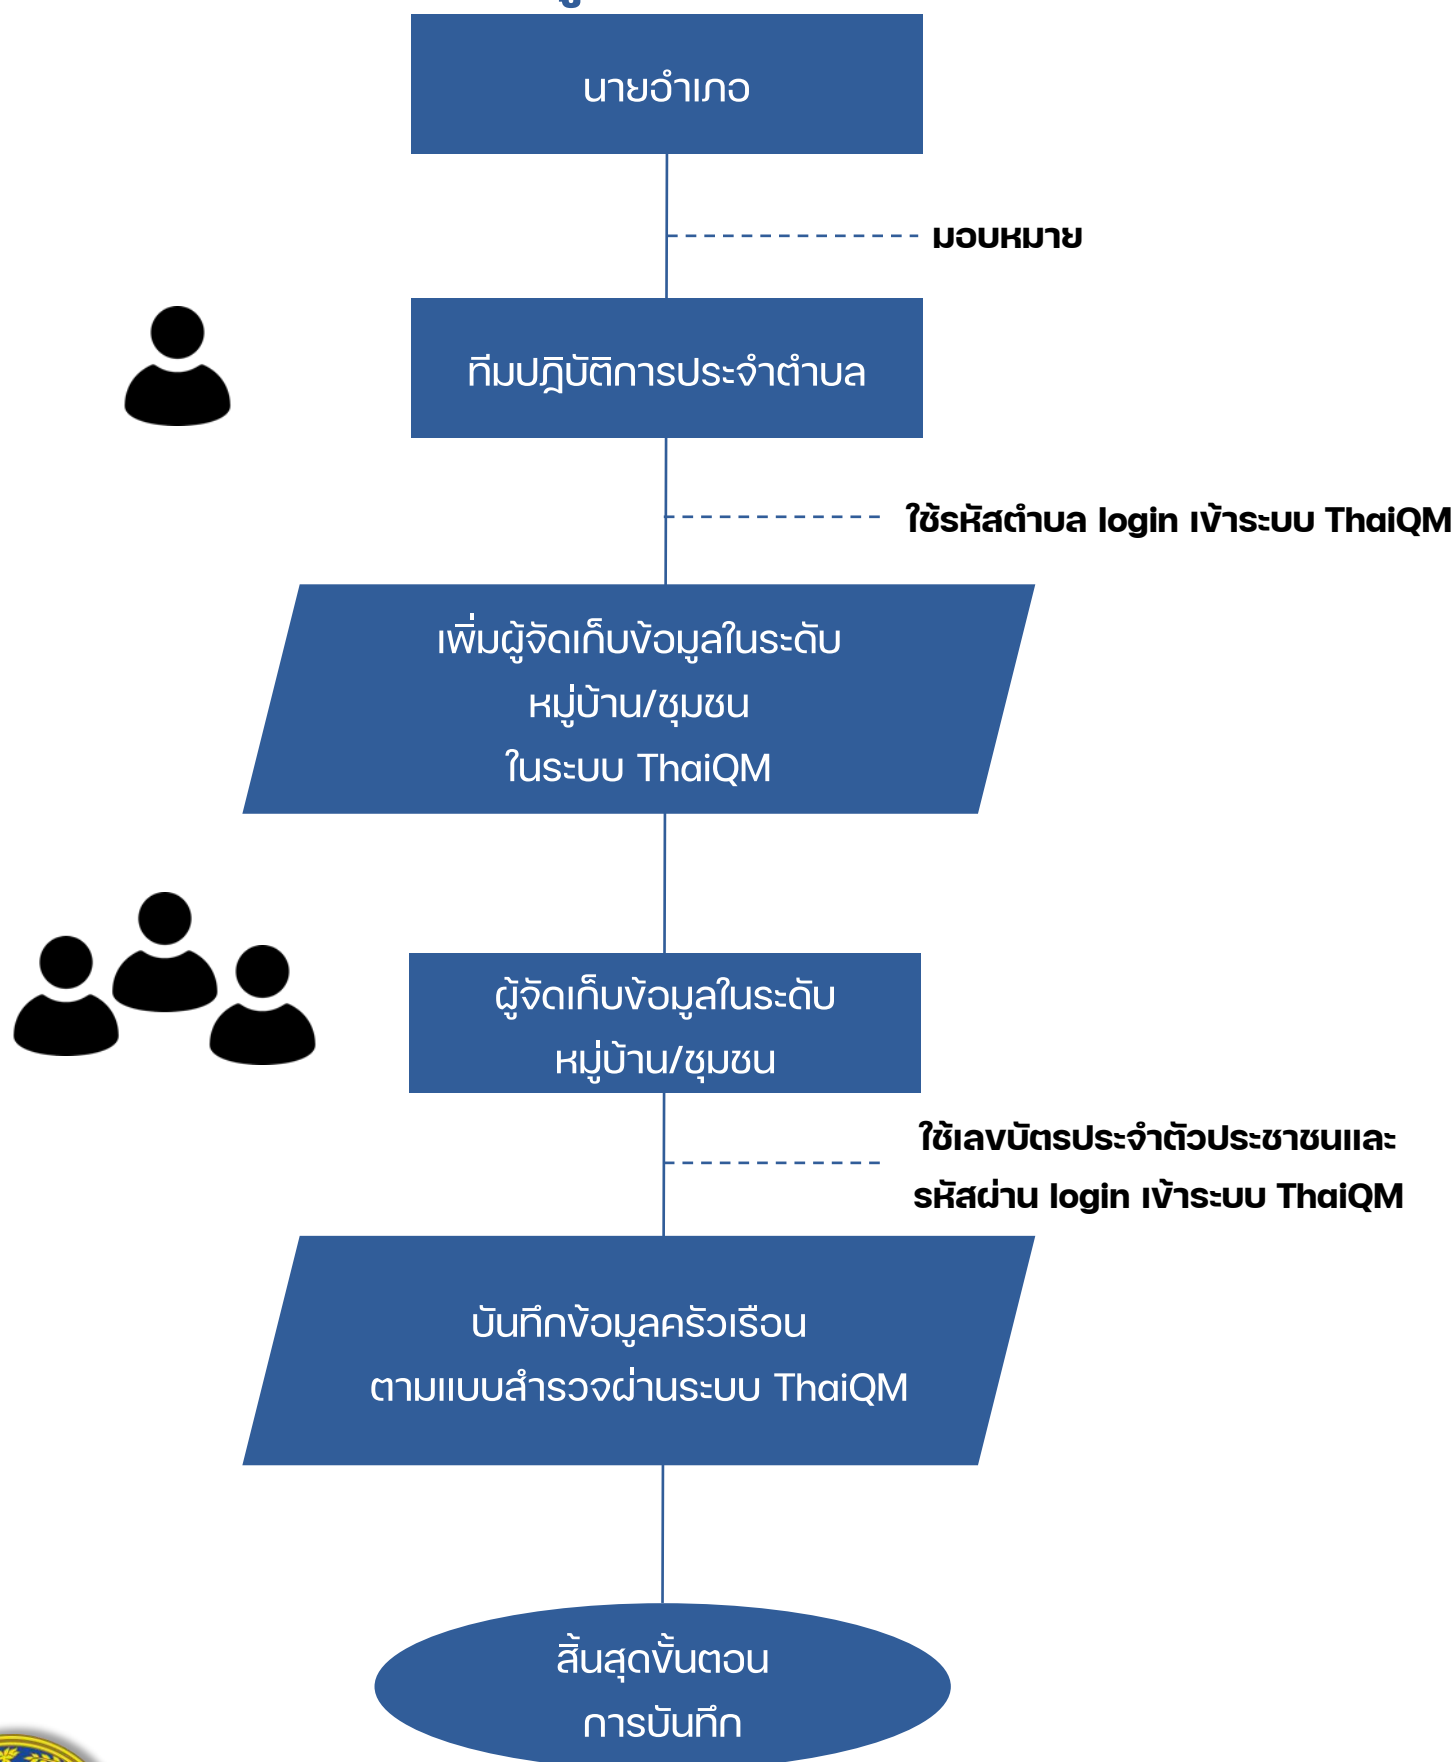 นายอำเภอ
มอบหมาย
ทีมปฏิบัติการประจำตำบล
ใช้รหัสตำบล login เข้าระบบ ThaiQM
เพิ่มผู้จัดเก็บข้อมูลในระดับ
หมู่บ้าน/ชุมชน
ในระบบ ThaiQM
ผู้จัดเก็บข้อมูลในระดับ
หมู่บ้าน/ชุมชน
ใช้เลขบัตรประจำตัวประชาชนและ
รหัสผ่าน login เข้าระบบ ThaiQM
บันทึกข้อมูลครัวเรือน
ตามแบบสำรวจผ่านระบบ ThaiQM
สิ้นสุดขั้นตอน
การบันทึก